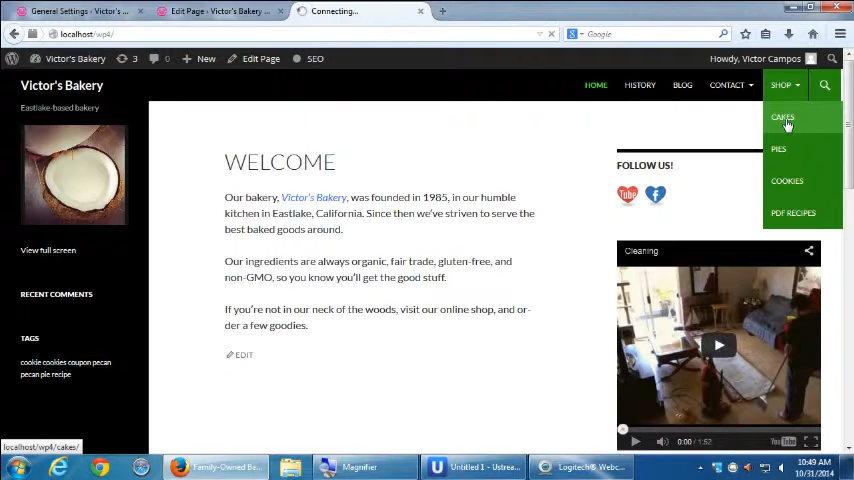 General Settings ‹ Victor's ...
Edit Page ‹ Victor's Bakery ...
Connecting...
localhost/wp4/
Google
Victor's Bakery
3
0
New
Edit Page
SEO
Howdy, Victor Campos
Victor's Bakery
HOME
HISTORY
BLOG
CONTACT
SHOP
Eastlake-based bakery
CAKES
PIES
COOKIES
PDF RECIPES
View full screen
RECENT COMMENTS
TAGS
cookie cookies coupon pecan
pecan pie recipe
WELCOME
Our bakery, Victor's Bakery, was founded in 1985, in our humble
kitchen in Eastlake, California. Since then we've striven to serve the
best baked goods around.
Our ingredients are always organic, fair trade, gluten-free, and
non-GMO, so you know you'll get the good stuff.
If you're not in our neck of the woods, visit our online shop, and or-
der a few goodies.
EDIT
FOLLOW US!
You
Tube
f
Cleaning
0:00 / 1:52
YouTube
localhost/wp4/cakes/
Family-Owned Ba...
Magnifier
Untitled 1 - Ustrea...
Logitech® Webc...
10:49 AM
10/31/2014